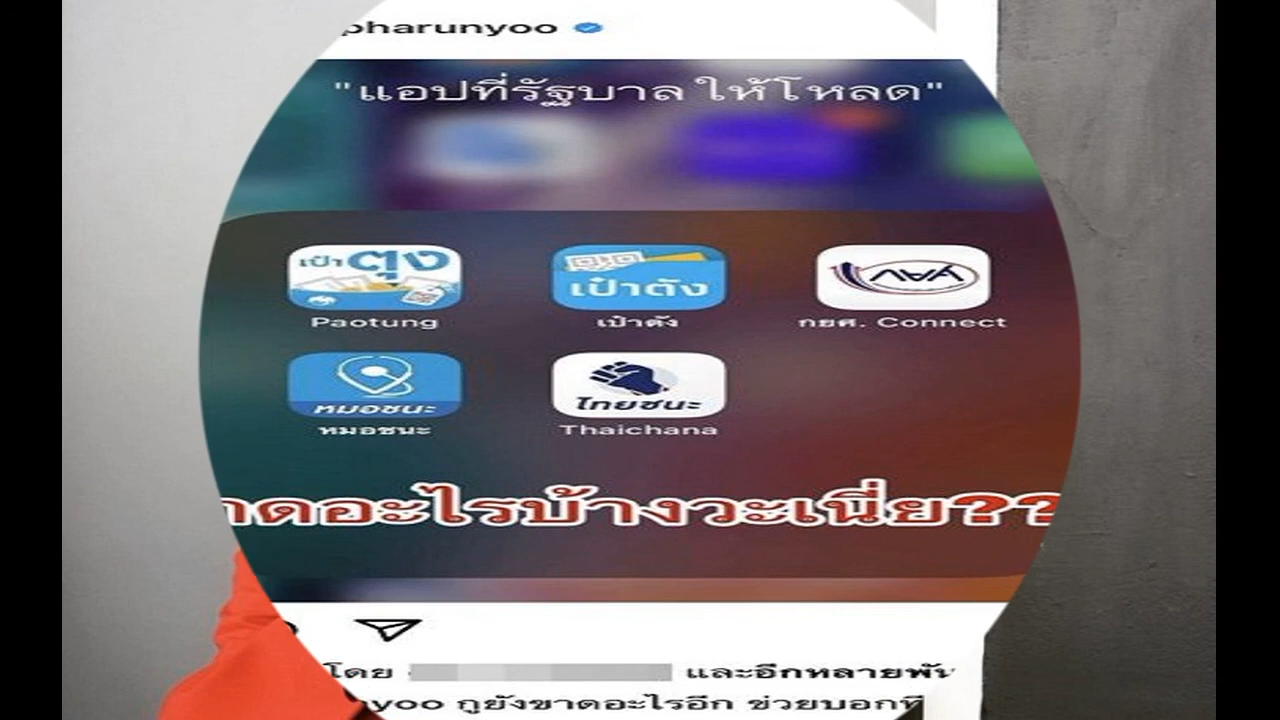 pharunyoo
"แอปที่รัฐบาล ให้โหลด"
เป๋า ตุง
เป๋าตัง
กยศ
Paotung
เป๋าตัง
กยศ. Connect
หมอชนะ
ไทยชนะ
หมอชนะ
Thaichana
าดอะไรบ้างวะเนี่ย??
โดย
และอีกหลายพัน
nyoo กูยังขาดอะไรอีก ช่วยบอกที